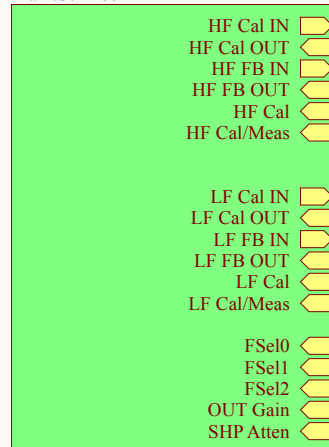 HF Cal IN
HF Cal OUT
HF FB IN
HF FB OUT
HF Cal
HF Cal/Meas
LF Cal IN
LF Cal OUT
LF FB IN
LF FB OUT
LF Cal
LF Cal/Meas
FSel0
FSel1
FSel2
OUT Gain
SHP Atten